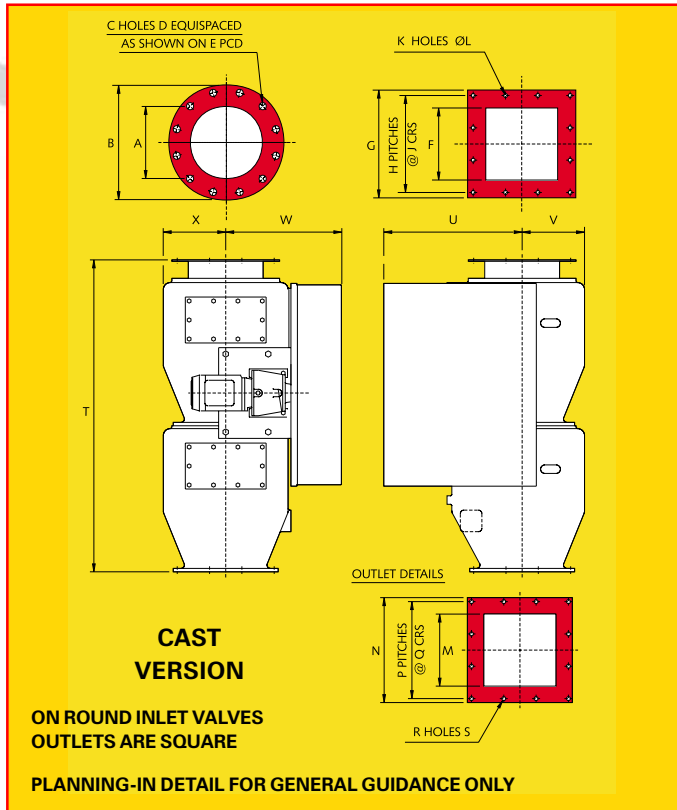 C HOLES D EQUISPACED
AS SHOWN ON E PCD
K HOLES ØL
B
A
G
H PITCHES
@ J CRS
F
X
W
U
V
T
OUTLET DETAILS
N
P PITCHES
@ Q CRS
M
R HOLES S
CAST
VERSION
ON ROUND INLET VALVES
OUTLETS ARE SQUARE
PLANNING-IN DETAIL FOR GENERAL GUIDANCE ONLY